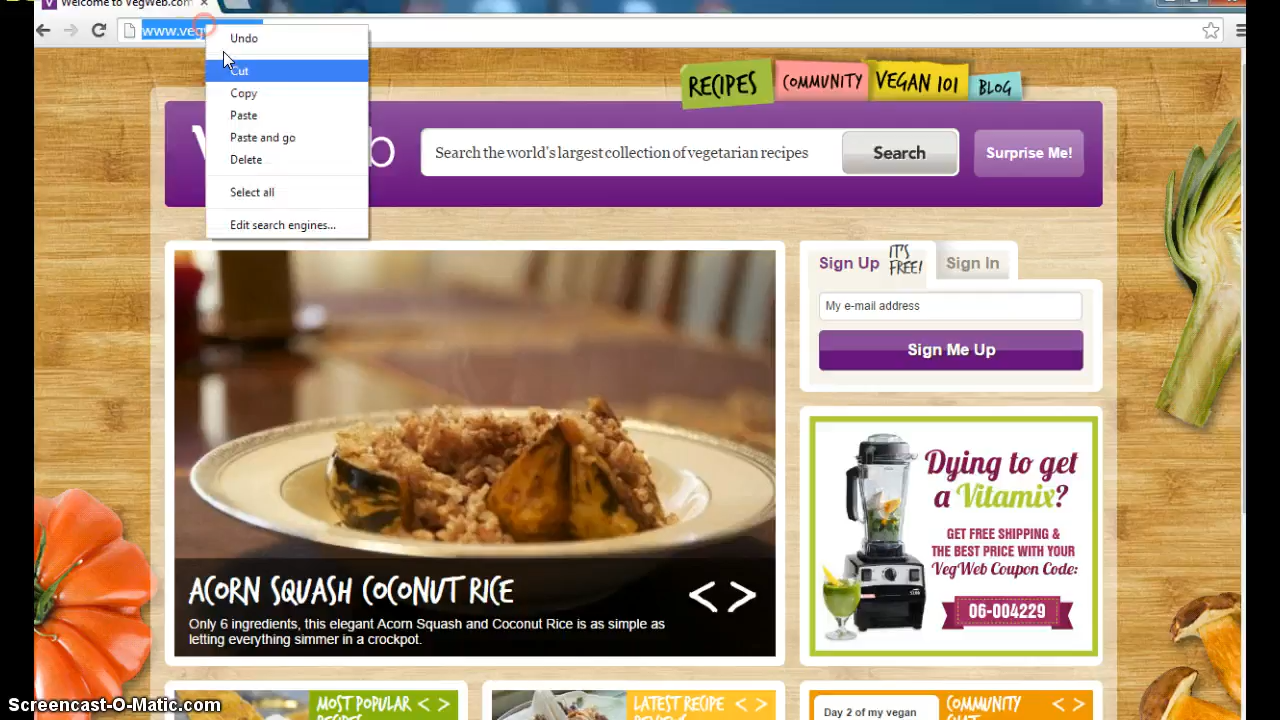 Welcome to VegWeb.com
www.veg
Undo
Cut
Copy
Paste
Paste and go
Delete
Select all
Edit search engines...
RECIPES
COMMUNITY
VEGAN 101
BLOG
b
Search the world's largest collection of vegetarian recipes
Search
Surprise Me!
Sign Up
IT'S FREE!
Sign In
My e-mail address
Sign Me Up
Dying to get
a Vitamix?
GET FREE SHIPPING &
THE BEST PRICE WITH YOUR
VegWeb Coupon Code:
06-004229
ACORN SQUASH COCONUT RICE
< >
Only 6 ingredients, this elegant Acorn Squash and Coconut Rice is as simple as
letting everything simmer in a crockpot.
MOST POPULAR < >
LATEST RECIPE < >
Day 2 of my vegan
COMMUNITY < >
Screencast-O-Matic.com